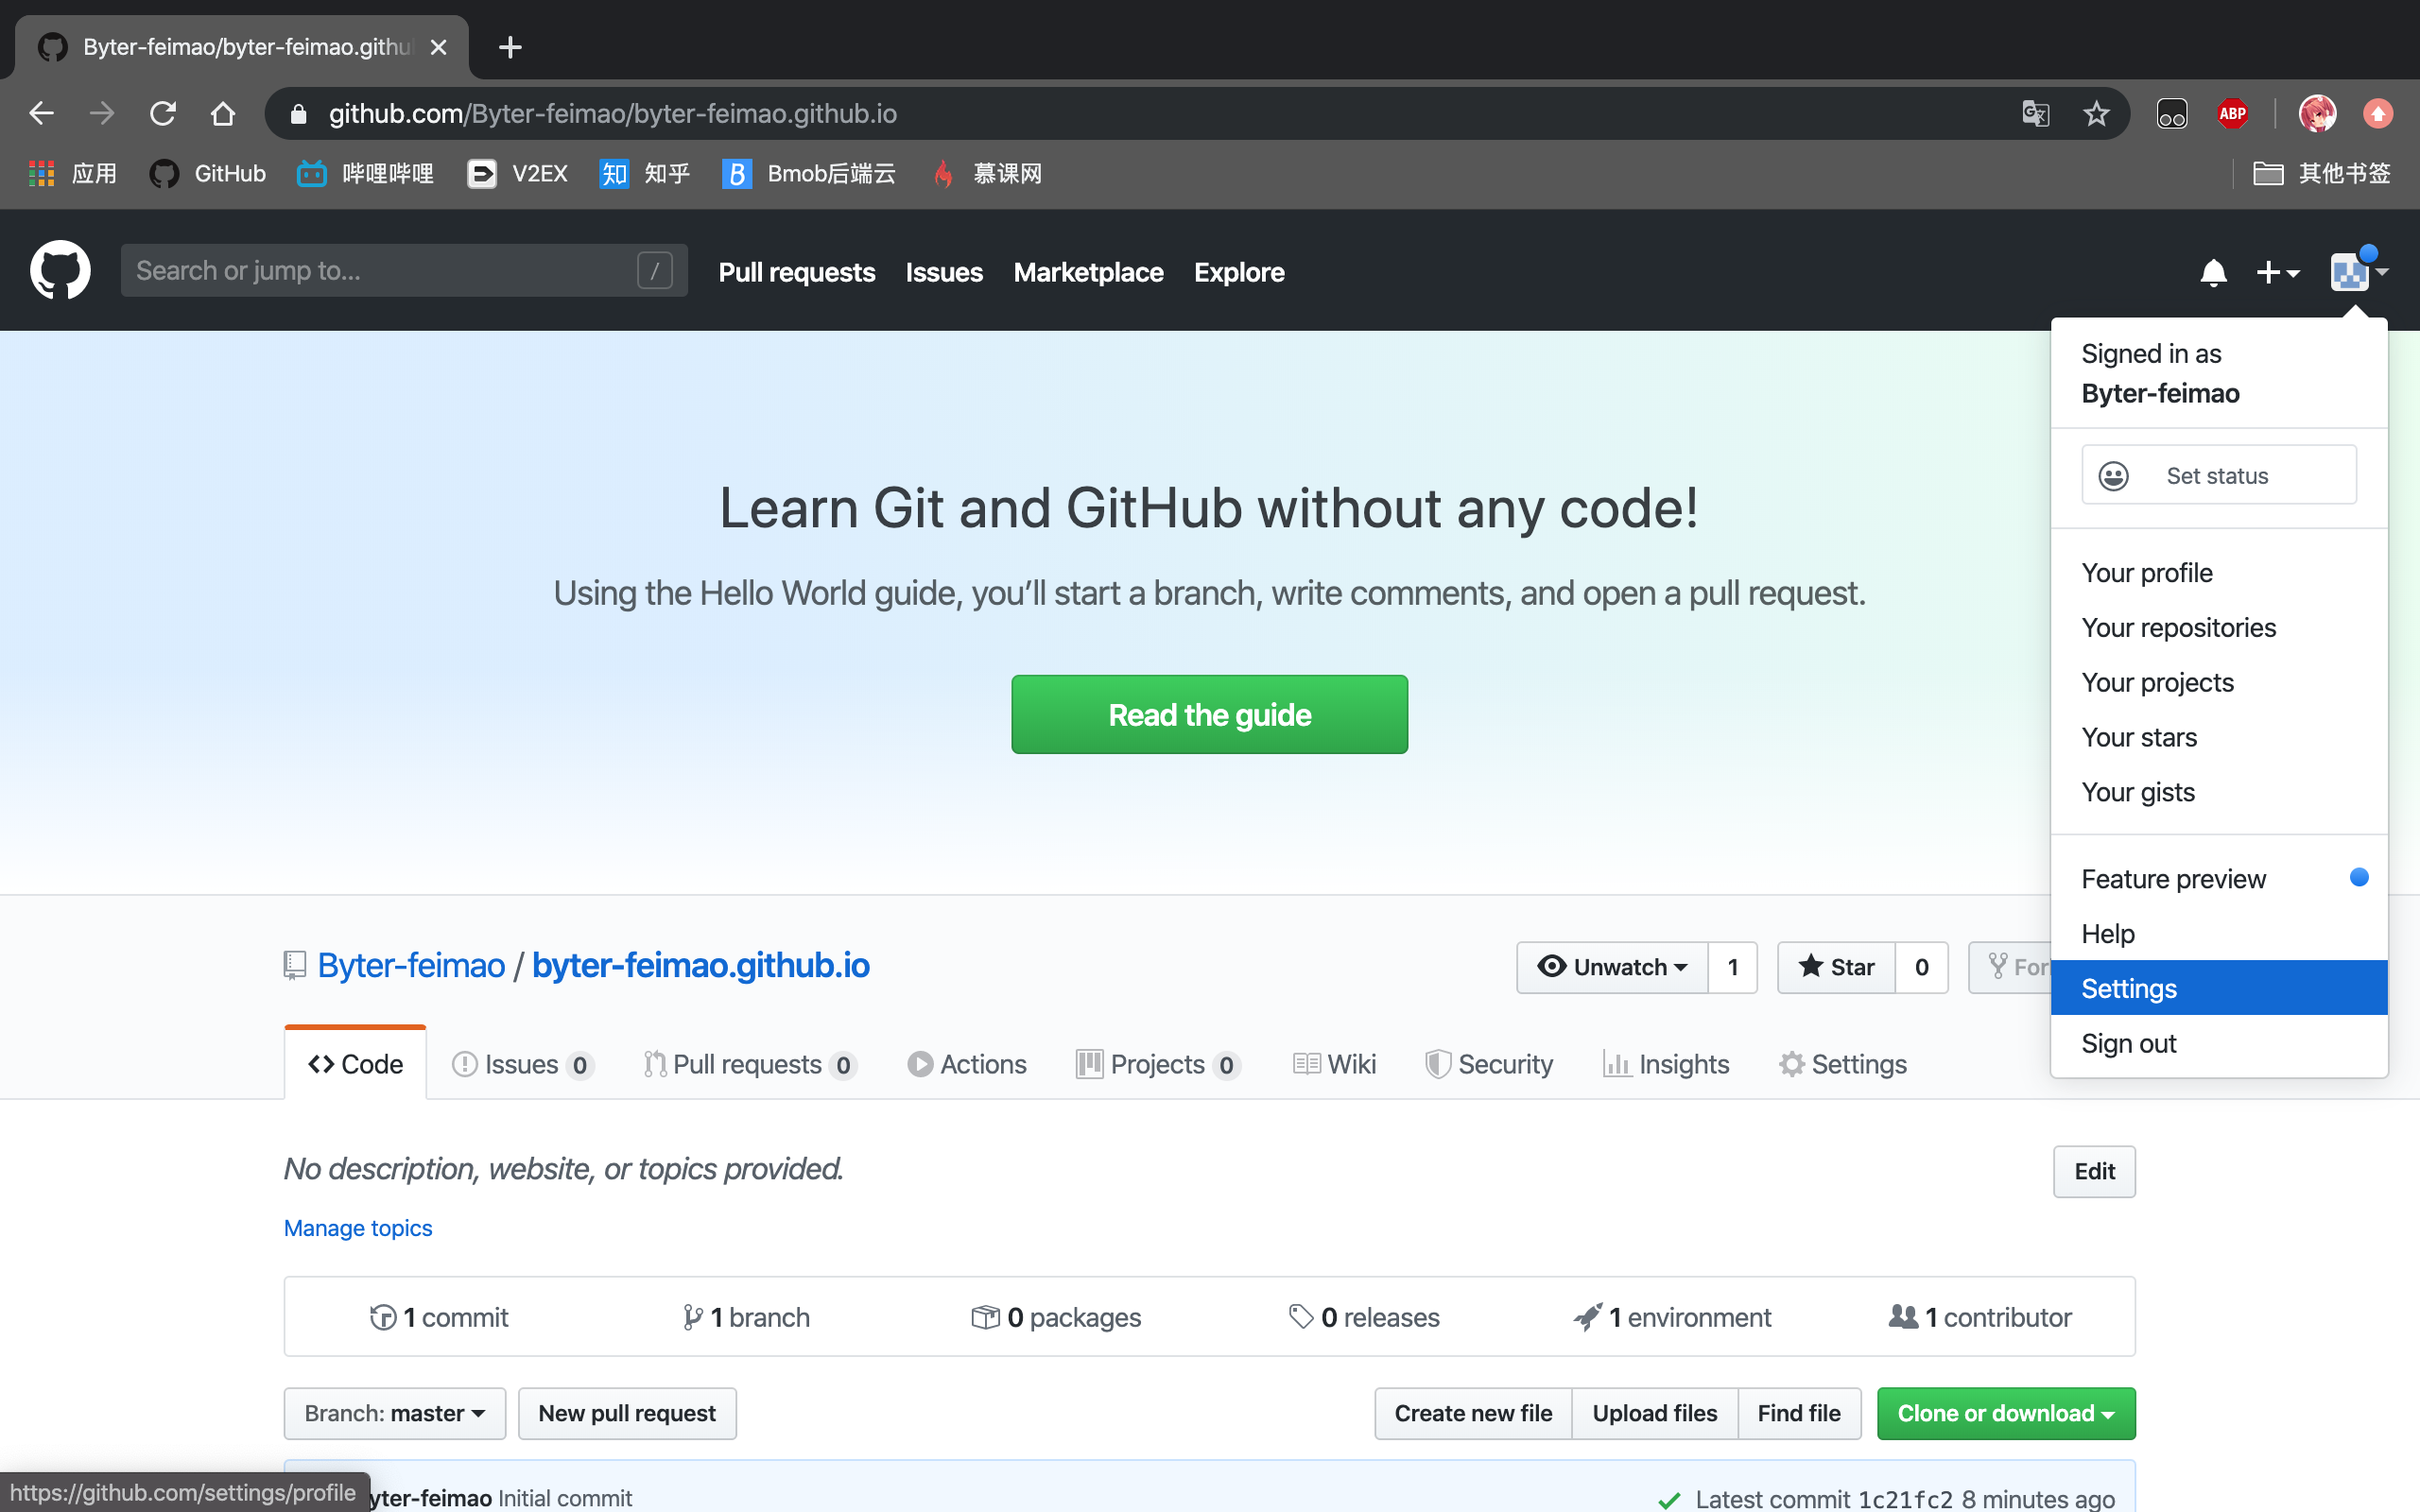 Byter-feimao/byter-feimao.githu
github.com/Byter-feimao/byter-feimao.github.io
ABP
应用 GitHub 哔哩哔哩 V2EX 知 知乎 B Bmob后端云 慕课网 其他书签
Search or jump to... /
Pull requests Issues Marketplace Explore
Signed in as
Byter-feimao
Set status
Your profile
Your repositories
Your projects
Your stars
Your gists
Feature preview
Help
Settings
Sign out
Learn Git and GitHub without any code!
Using the Hello World guide, you’ll start a branch, write comments, and open a pull request.
Read the guide
Byter-feimao / byter-feimao.github.io
Unwatch 1 Star 0 For
Code Issues 0 Pull requests 0 Actions Projects 0 Wiki Security Insights Settings
No description, website, or topics provided.
Edit
Manage topics
1 commit 1 branch 0 packages 0 releases 1 environment 1 contributor
Branch: master New pull request Create new file Upload files Find file Clone or download
yter-feimao Initial commit Latest commit 1c21fc2 8 minutes ago
https://github.com/settings/profile